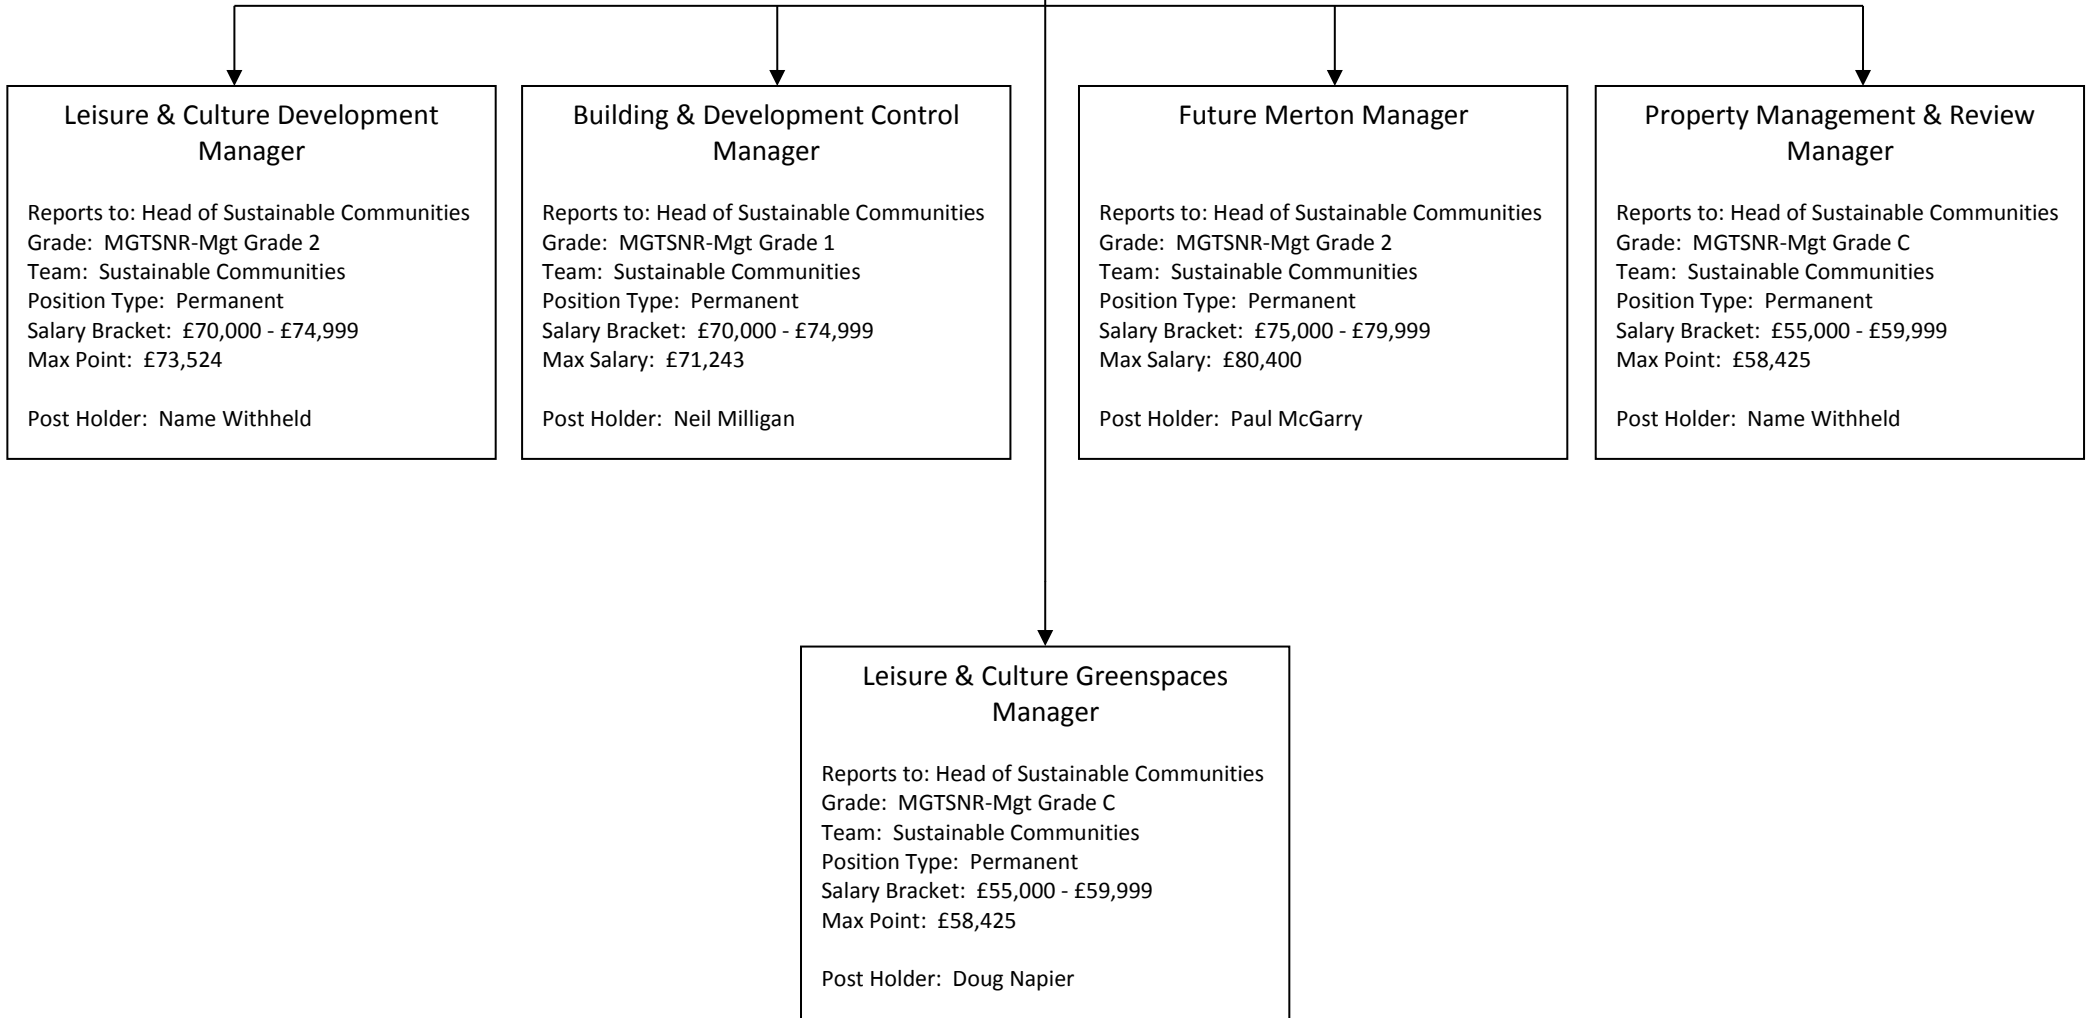 Leisure & Culture Development
Manager
Reports to: Head of Sustainable Communities
Grade:  MGTSNR-Mgt Grade 2
Team:  Sustainable Communities
Position Type:  Permanent
Salary Bracket:  £70,000 - £74,999
Max Point:  £73,524
Post Holder:  Name Withheld
Building & Development Control
Manager
Reports to: Head of Sustainable Communities
Grade:  MGTSNR-Mgt Grade 1
Team:  Sustainable Communities
Position Type:  Permanent
Salary Bracket:  £70,000 - £74,999
Max Salary:  £71,243
Post Holder:  Neil Milligan
Future Merton Manager
Reports to: Head of Sustainable Communities
Grade:  MGTSNR-Mgt Grade 2
Team:  Sustainable Communities
Position Type:  Permanent
Salary Bracket:  £75,000 - £79,999
Max Salary:  £80,400
Post Holder:  Paul McGarry
Property Management & Review
Manager
Reports to: Head of Sustainable Communities
Grade:  MGTSNR-Mgt Grade C
Team:  Sustainable Communities
Position Type:  Permanent
Salary Bracket:  £55,000 - £59,999
Max Point:  £58,425
Post Holder:  Name Withheld
Leisure & Culture Greenspaces
Manager
Reports to: Head of Sustainable Communities
Grade:  MGTSNR-Mgt Grade C
Team:  Sustainable Communities
Position Type:  Permanent
Salary Bracket:  £55,000 - £59,999
Max Point:  £58,425
Post Holder:  Doug Napier